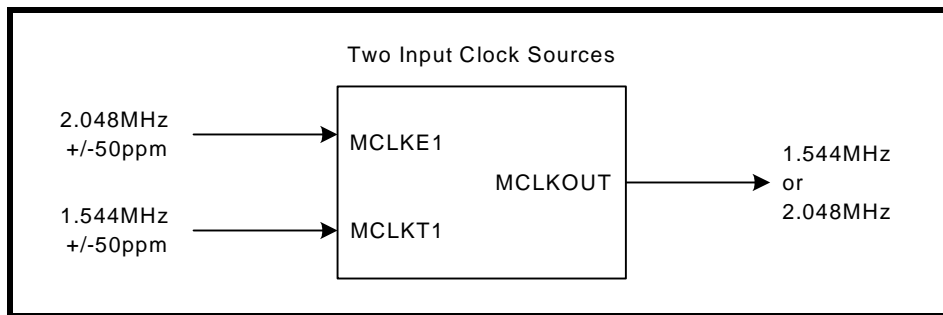 Two Input Clock Sources
2.048MHz
+/-50ppm
MCLKE1
1.544MHz
+/-50ppm
MCLKT1
MCLKOUT
1.544MHz
or
2.048MHz